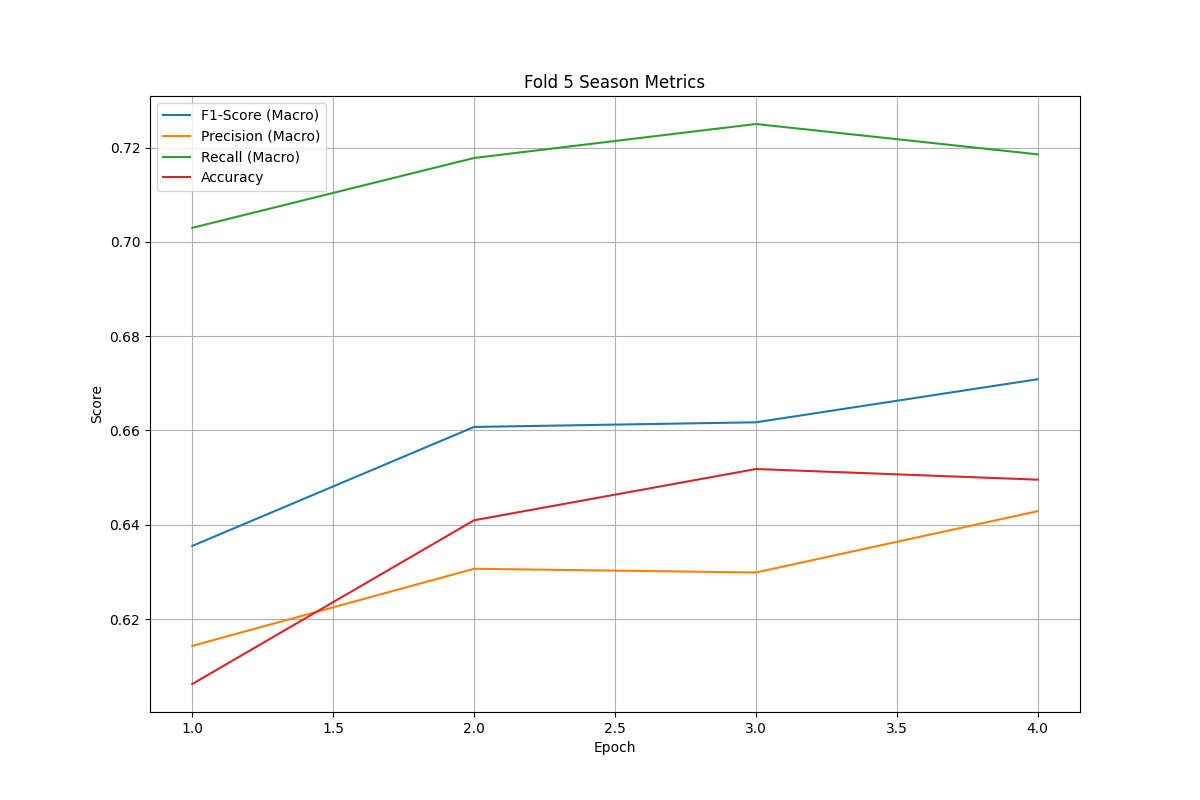 Fold 5 Season Metrics
F1-Score (Macro)
Precision (Macro)
Recall (Macro)
Accuracy
0.72
0.70
0.68
0.66
0.64
0.62
Score
1.0 1.5 2.0 2.5 3.0 3.5 4.0
Epoch